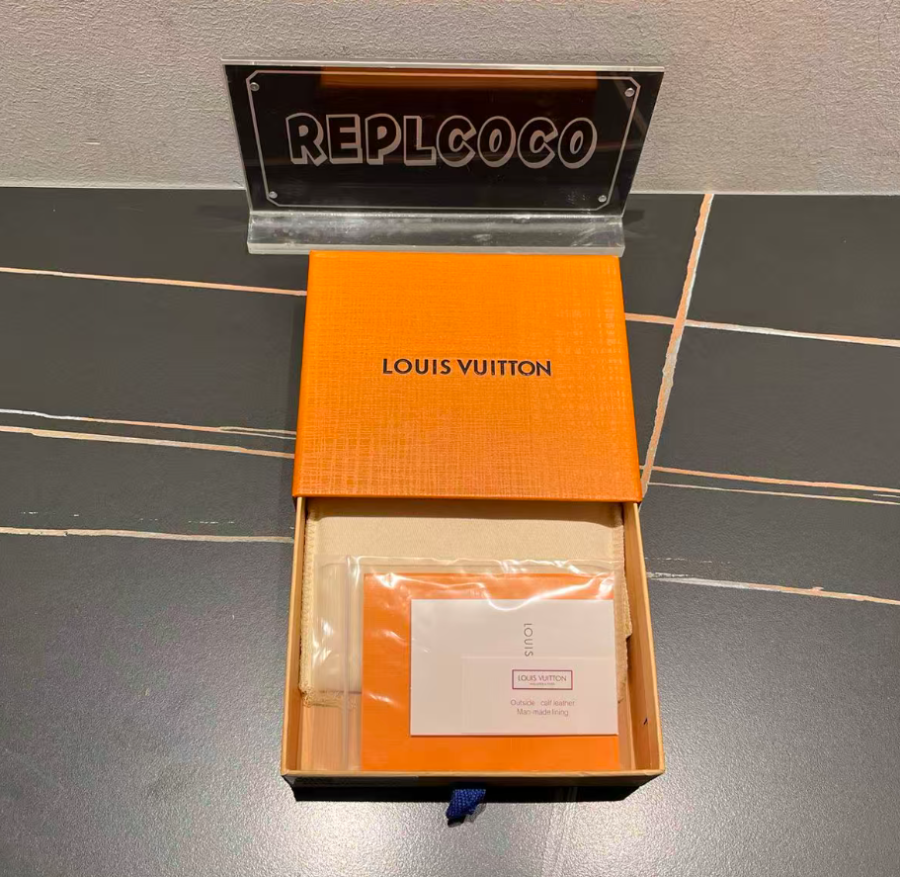 REPLCOCO
LOUIS VUITTON
LOUIS
LOUIS VUITTON
Outside : calf leather
Man-made lining